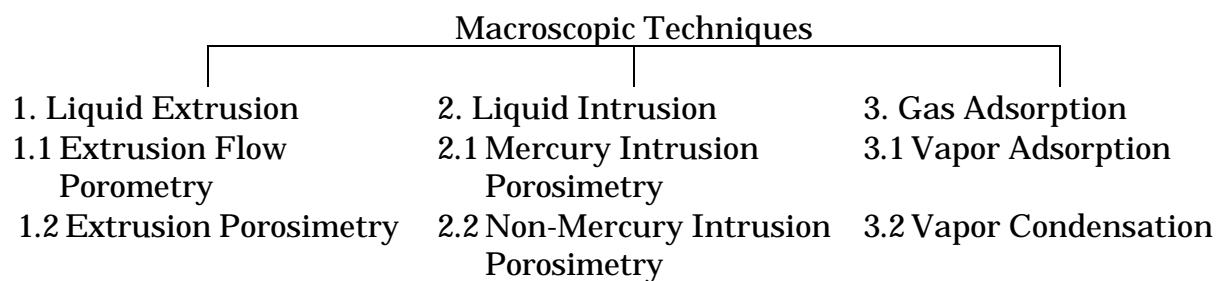 Macroscopic Techniques
1. Liquid Extrusion
1.1 Extrusion Flow
Porometry
1.2 Extrusion Porosimetry
2. Liquid Intrusion
2.1 Mercury Intrusion
Porosimetry
2.2 Non-Mercury Intrusion
Porosimetry
3. Gas Adsorption
3.1 Vapor Adsorption
3.2 Vapor Condensation